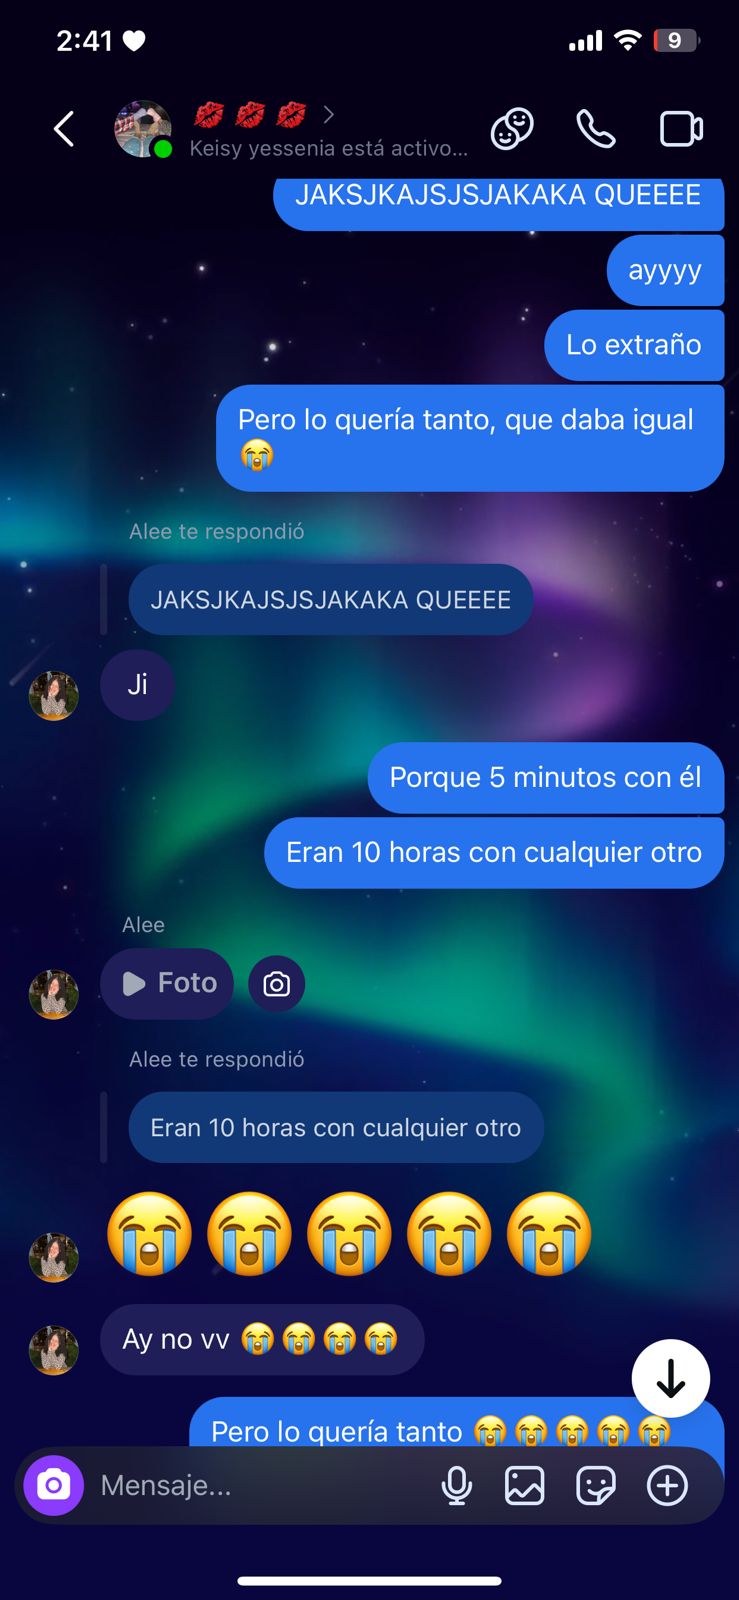 2:41
9
Keisy yessenia está activo...
JAKSJKAJSJSJAKAKA QUEEEE
ayyyy
Lo extraño
Pero lo quería tanto, que daba igual
😭
Alee te respondió
JAKSJKAJSJSJAKAKA QUEEEE
Ji
Porque 5 minutos con él
Eran 10 horas con cualquier otro
Alee
Foto
Alee te respondió
Eran 10 horas con cualquier otro
😭😭😭😭😭
Ay no vv 😭😭😭😭
Pero lo quería tanto 😭😭😭😭😭
Mensaje...